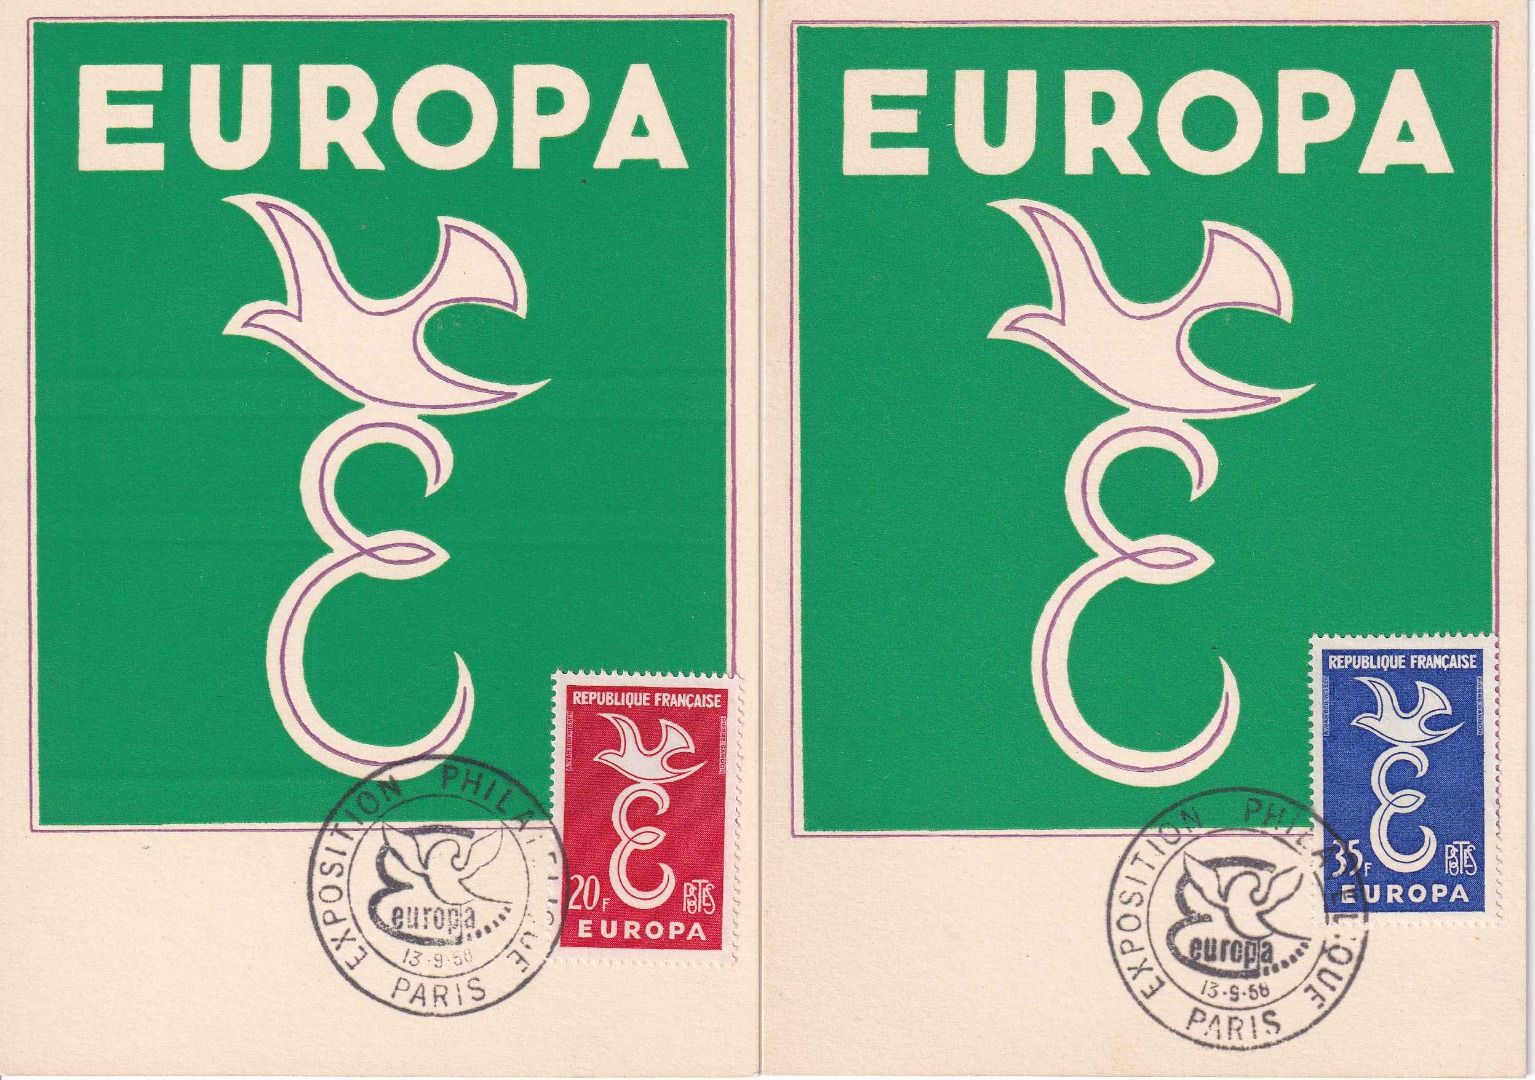 EUROPA
REPUBLIQUE FRANÇAISE
20F
POSTES
EUROPA
EXPOSITION PHILATELIQUE
europa
13-9-58
PARIS
EUROPA
REPUBLIQUE FRANÇAISE
35F
POSTES
EUROPA
EXPOSITION PHILATELIQUE
europa
13-9-58
PARIS